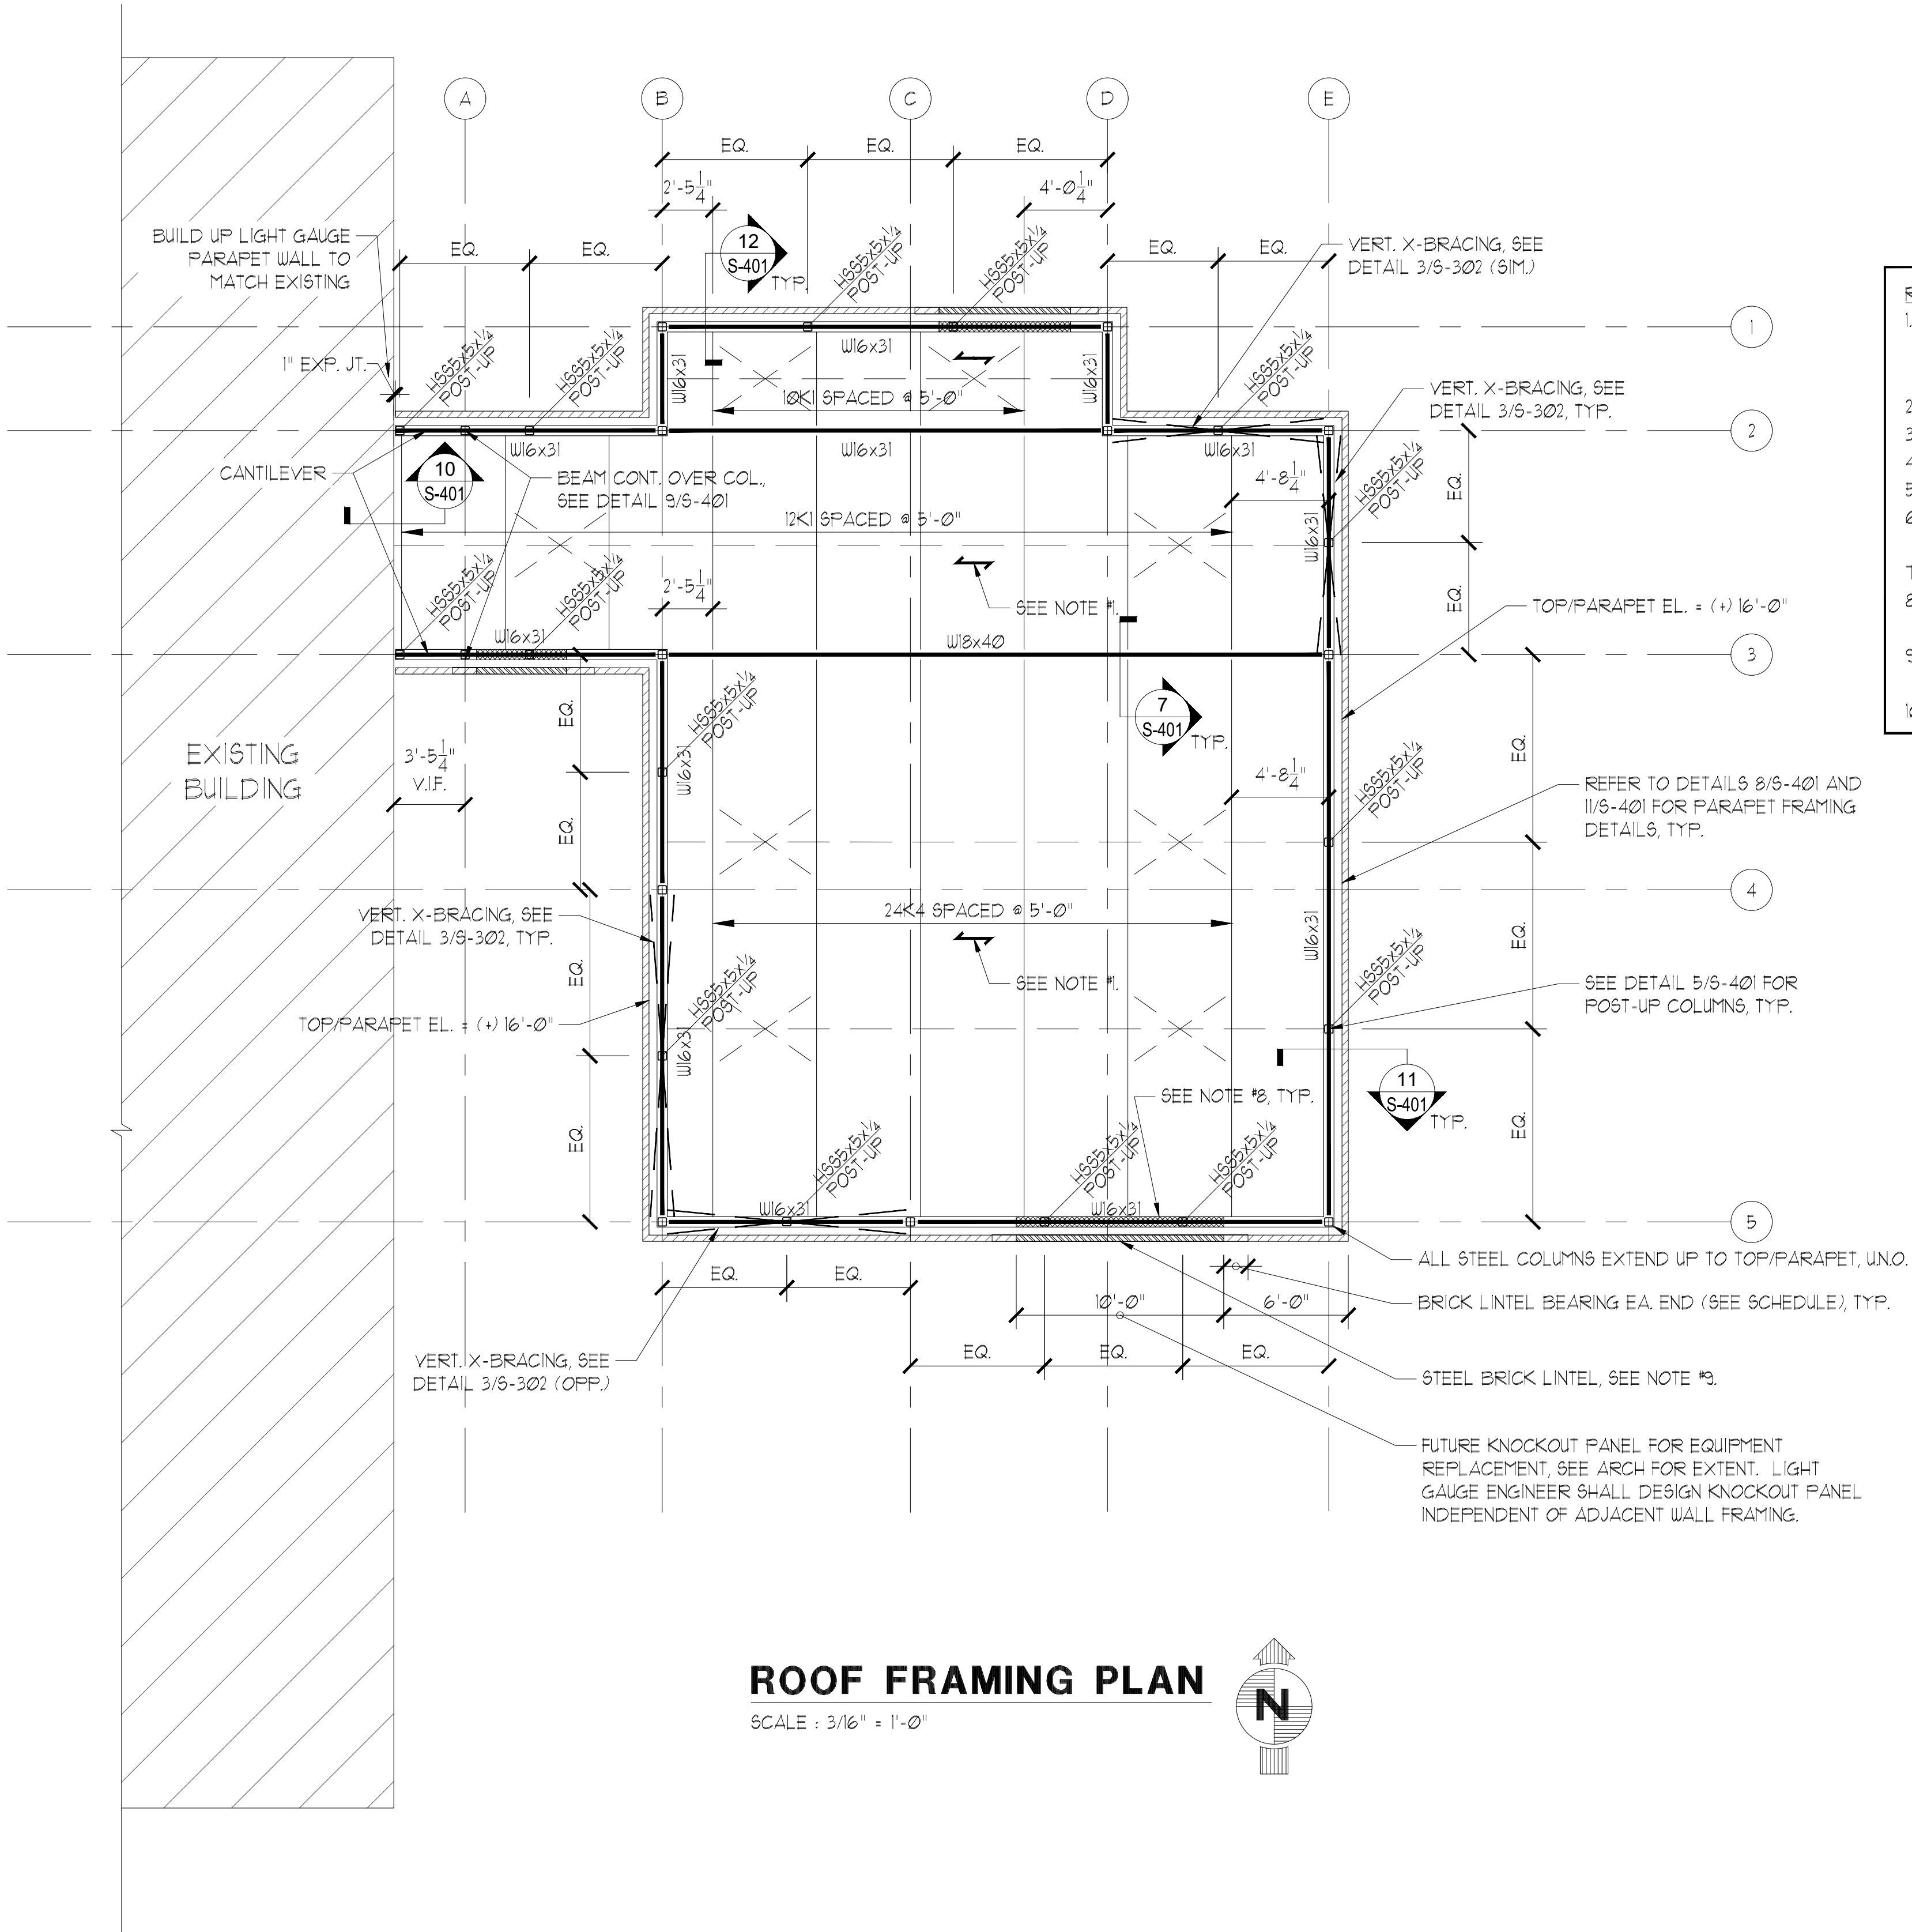 A
B
C
D
E
EQ.
EQ.
EQ.
2'-5 1/4"
4'-0 1/4"
BUILD UP LIGHT GAUGE
PARAPET WALL TO
MATCH EXISTING
EQ.
EQ.
12
S-401
TYP.
HSS5x5x1/4
POST-UP
HSS5x5x1/4
POST-UP
EQ.
EQ.
VERT. X-BRACING, SEE
DETAIL 3/S-302 (SIM.)
1
1" EXP. JT.
HSS5x5x1/4
POST-UP
HSS5x5x1/4
POST-UP
W16x31
W16x31
W16x31
HSS5x5x1/4
POST-UP
10K1 SPACED @ 5'-0"
VERT. X-BRACING, SEE
DETAIL 3/S-302, TYP.
2
CANTILEVER
10
S-401
W16x31
BEAM CONT. OVER COL.,
SEE DETAIL 9/S-401
W16x31
W16x31
4'-8 1/4"
HSS5x5x1/4
POST-UP
EQ.
12K1 SPACED @ 5'-0"
W16x31
HSS5x5x1/4
POST-UP
HSS5x5x1/4
POST-UP
2'-5 1/4"
SEE NOTE #1.
EQ.
TOP/PARAPET EL. = (+) 16'-0"
W16x31
W18x40
3
EQ.
HSS5x5x1/4
POST-UP
W16x31
7
S-401
TYP.
EXISTING
BUILDING
3'-5 1/4"
V.I.F.
4'-8 1/4"
HSS5x5x1/4
POST-UP
EQ.
EQ.
REFER TO DETAILS 8/S-401 AND
11/S-401 FOR PARAPET FRAMING
DETAILS, TYP.
4
VERT. X-BRACING, SEE
DETAIL 3/S-302, TYP.
24K4 SPACED @ 5'-0"
W16x31
EQ.
EQ.
HSS5x5x1/4
POST-UP
SEE NOTE #1.
HSS5x5x1/4
POST-UP
SEE DETAIL 5/S-401 FOR
POST-UP COLUMNS, TYP.
TOP/PARAPET EL. = (+) 16'-0"
W16x31
SEE NOTE #8, TYP.
11
S-401
TYP.
EQ.
EQ.
HSS5x5x1/4
POST-UP
HSS5x5x1/4
POST-UP
HSS5x5x1/4
POST-UP
W16x31
W16x31
5
ALL STEEL COLUMNS EXTEND UP TO TOP/PARAPET, U.N.O.
EQ.
EQ.
10'-0"
6'-0"
BRICK LINTEL BEARING EA. END (SEE SCHEDULE), TYP.
EQ.
EQ.
EQ.
VERT. X-BRACING, SEE
DETAIL 3/S-302 (OPP.)
STEEL BRICK LINTEL, SEE NOTE #9.
FUTURE KNOCKOUT PANEL FOR EQUIPMENT
REPLACEMENT, SEE ARCH FOR EXTENT. LIGHT
GAUGE ENGINEER SHALL DESIGN KNOCKOUT PANEL
INDEPENDENT OF ADJACENT WALL FRAMING.
ROOF FRAMING PLAN
SCALE : 3/16" = 1'-0"
N
1.